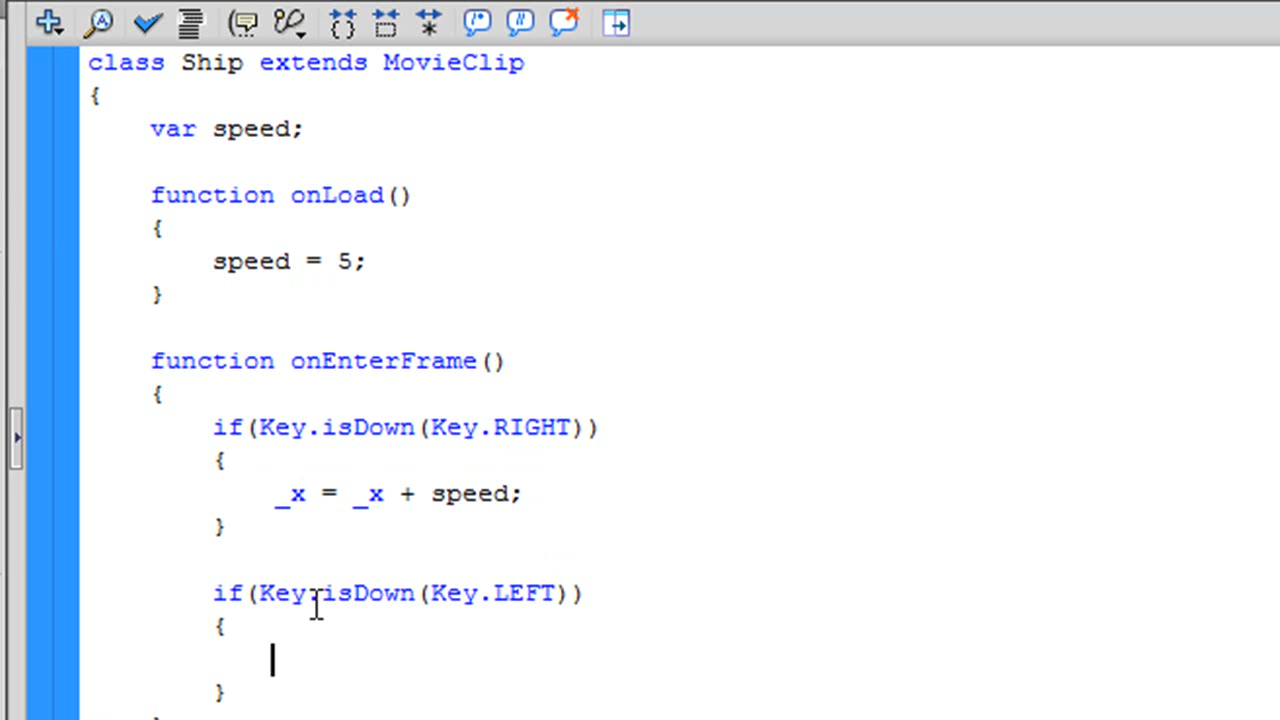 class Ship extends MovieClip
{
var speed;
function onLoad()
{
speed = 5;
}
function onEnterFrame()
{
if(Key.isDown(Key.RIGHT))
{
_x = _x + speed;
}
if(Key.isDown(Key.LEFT))
{
}